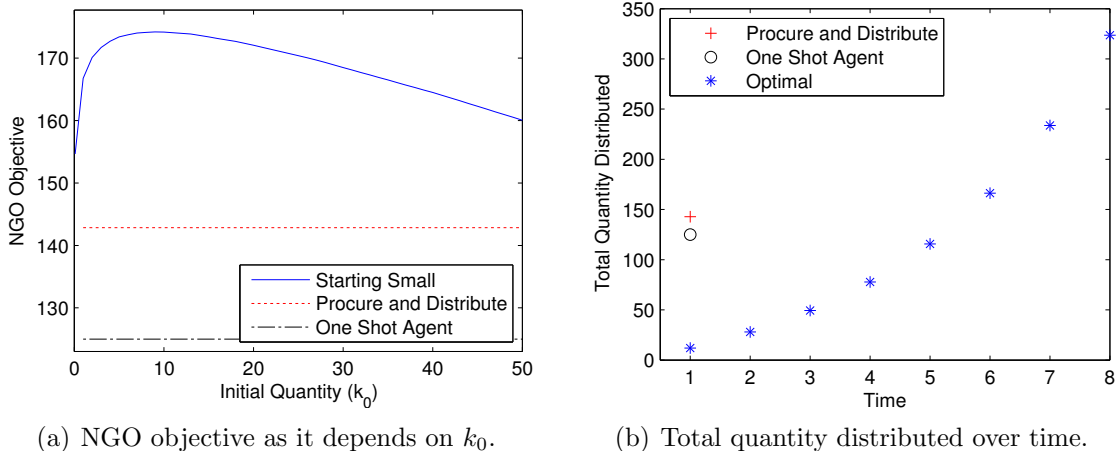 NGO Objective
170
160
150
140
130
0 10 20 30 40 50
Initial Quantity (k0)
Starting Small
Procure and Distribute
One Shot Agent
(a) NGO objective as it depends on k0.
Total Quantity Distributed
350
300
250
200
150
100
50
0
1 2 3 4 5 6 7 8
Time
Procure and Distribute
One Shot Agent
Optimal
(b) Total quantity distributed over time.